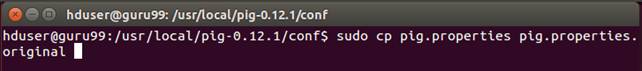 hduser@guru99: /usr/local/pig-0.12.1/conf
hduser@guru99:/usr/local/pig-0.12.1/conf$ sudo cp pig.properties pig.properties.
original